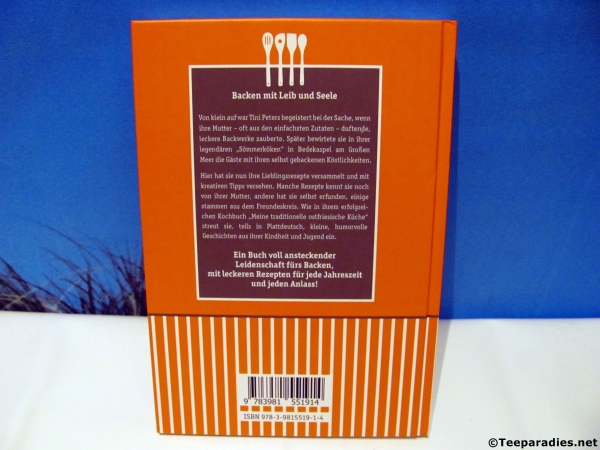 Backen mit Leib und Seele
Von klein auf war Tini Peters begeistert bei der Sache, wenn
ihre Mutter – oft aus den einfachsten Zutaten – duftende,
leckere Backwerke zauberte. Später bewirtete sie in ihrer
legendären „Sömmerköken“ in Bedekaspel am Großen
Meer die Gäste mit ihren selbst gebackenen Köstlichkeiten.
Hier hat sie nun ihre Lieblingsrezepte versammelt und mit
kreativen Tipps versehen. Manche Rezepte kennt sie noch
von ihrer Mutter, andere hat sie selbst erfunden, einige
stammen aus dem Freundeskreis. Wie in ihrem erfolgrei-
chen Kochbuch „Meine traditionelle ostfriesische Küche“
streut sie, teils in Plattdeutsch, kleine, humorvolle
Geschichten aus ihrer Kindheit und Jugend ein.
Ein Buch voll ansteckender
Leidenschaft fürs Backen,
mit leckeren Rezepten für jede Jahreszeit
und jeden Anlass!
9 783981 551914
ISBN 978-3-9815519-1-4
©Teeparadies.net